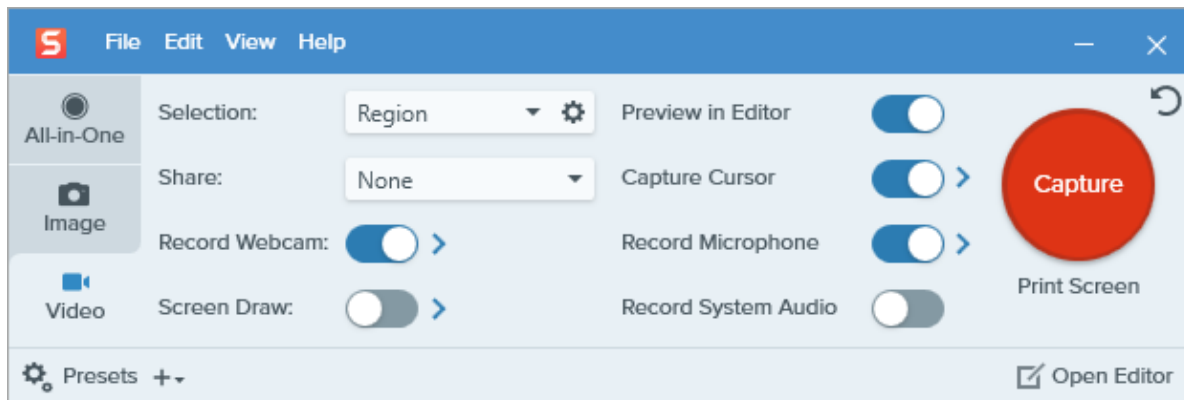 S File Edit View Help
All-in-One
Image
Video
Selection: Region
Share: None
Record Webcam:
Screen Draw:
Preview in Editor
Capture Cursor
Record Microphone
Record System Audio
Capture
Print Screen
Presets
Open Editor